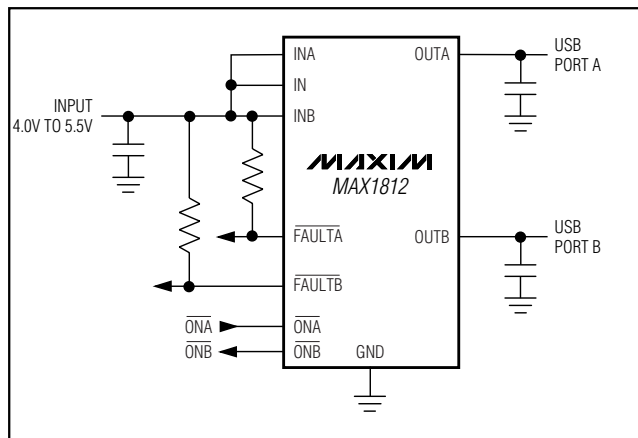 INA
OUTA
USB
PORT A
IN
INPUT
4.0V TO 5.5V
INB
MAXIM
MAX1812
FAULTA
OUTB
USB
PORT B
FAULTB
ONA
ONA
ONB
ONB
GND